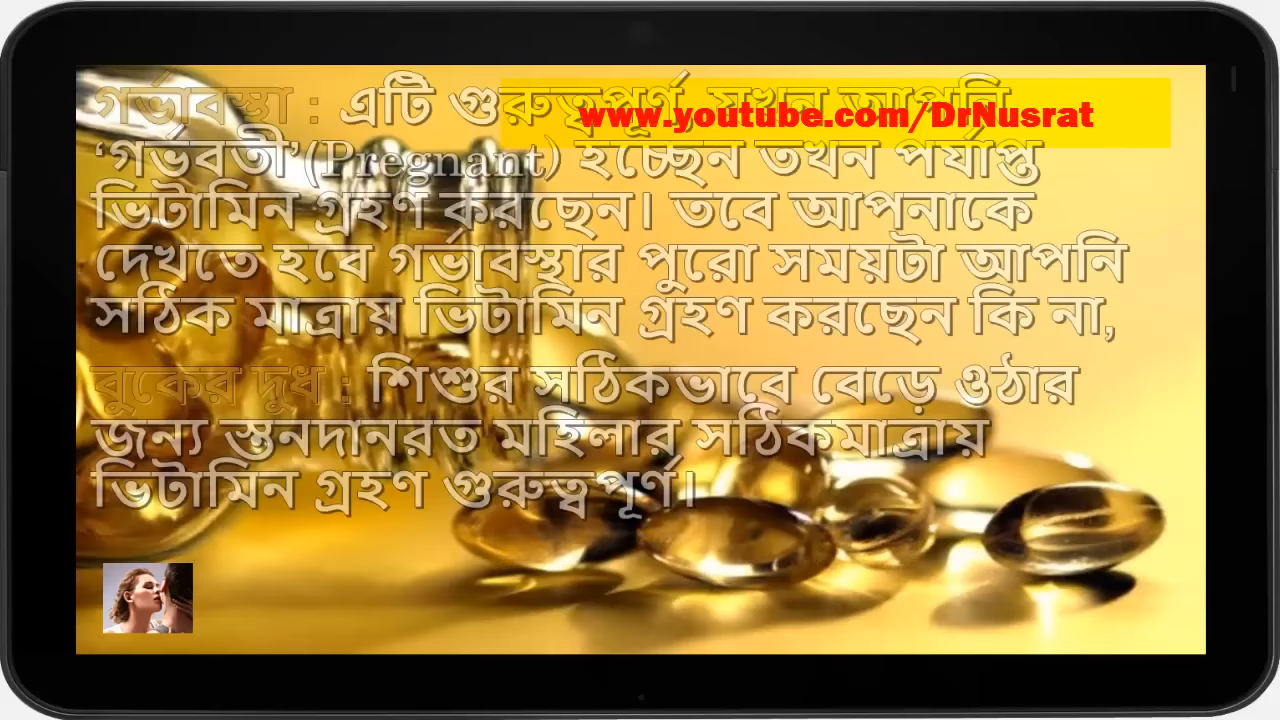 গর্ভাবস্তা : এটি গুরুত্বপূর্ণ, যখন আপনি
www.youtube.com/DrNusrat
‘গর্ভবতী’(Pregnant) হচ্ছেন তখন পর্যাপ্ত
ভিটামিন গ্রহণ করছেন। তবে আপনাকে
দেখতে হবে গর্ভাবস্থার পুরো সময়টা আপনি
সঠিক মাত্রায় ভিটামিন গ্রহণ করছেন কি না,
বুকের দুধ : শিশুর সঠিকভাবে বেড়ে ওঠার
জন্য স্তনদানরত মহিলার সঠিকমাত্রায়
ভিটামিন গ্রহণ গুরুত্ব পূর্ণ।